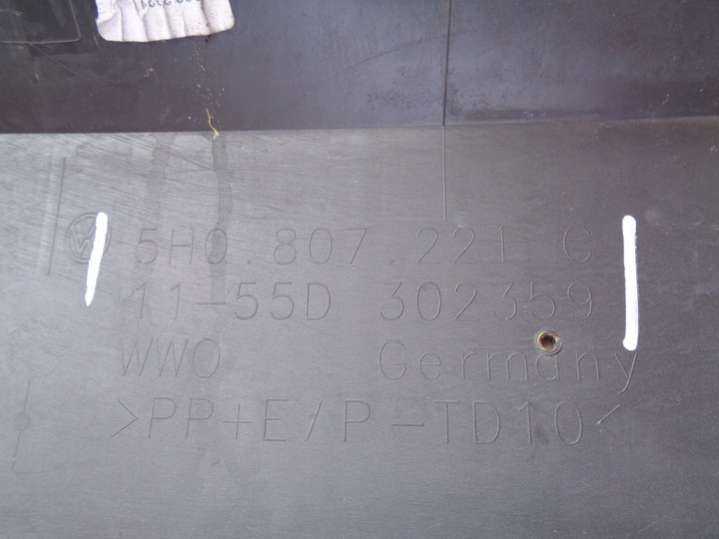 5H0.807.221 C
11-55D 302359
WWO Germany
>PP+E/P-TD10<